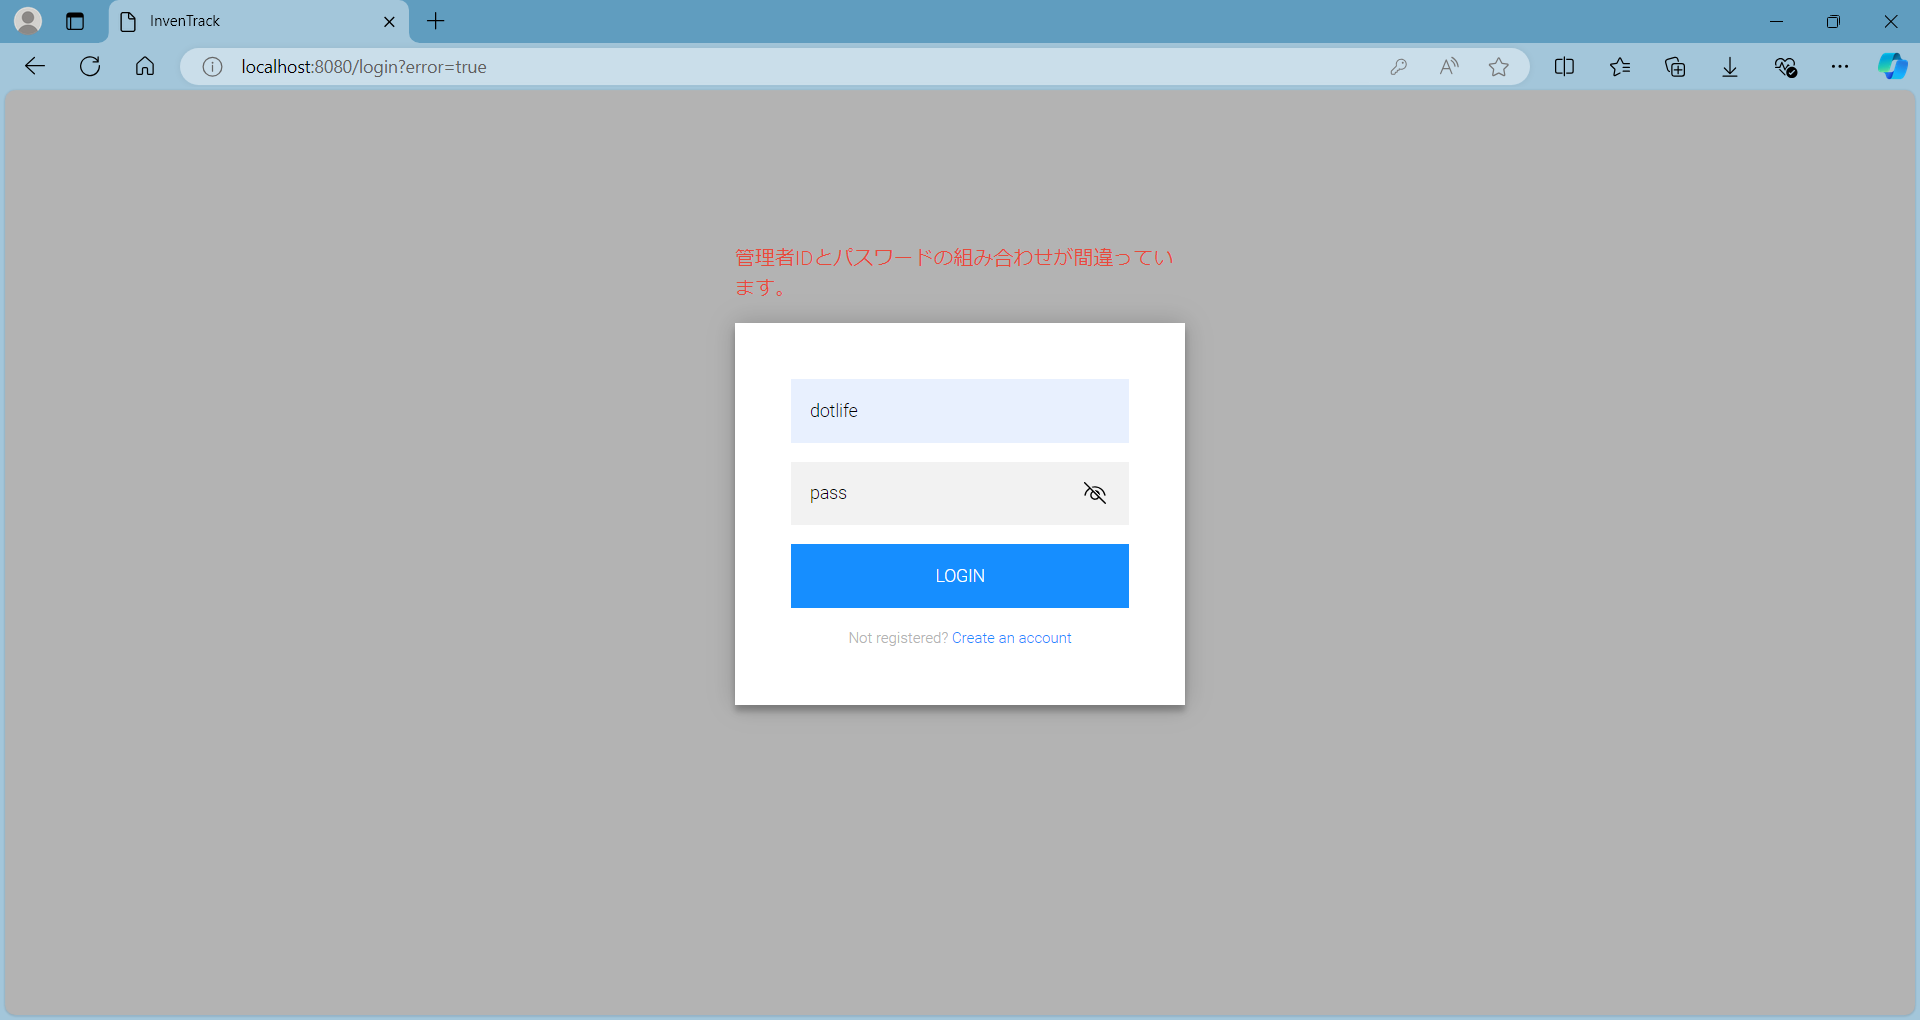 InvenTrack
localhost:8080/login?error=true
管理者IDとパスワードの組み合わせが間違ってい
ます。
dotlife
pass
LOGIN
Not registered? Create an account